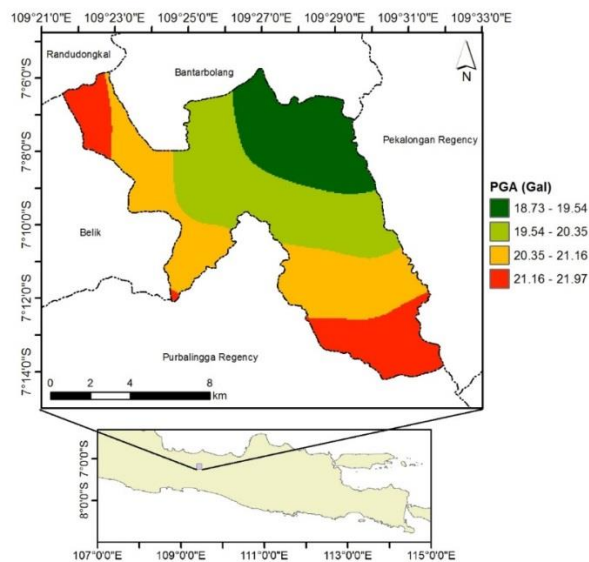 109°21'0"E 109°23'0"E 109°25'0"E 109°27'0"E 109°29'0"E 109°31'0"E 109°33'0"E
Randudongkal
Bantarbolang
N
7°6'0"S
Pekalongan Regency
7°8'0"S
PGA (Gal)
18.73 - 19.54
19.54 - 20.35
20.35 - 21.16
21.16 - 21.97
7°10'0"S
Belik
7°12'0"S
Purbalingga Regency
7°14'0"S
0 2 4 8
km
7°0'0"S
8°0'0"S
107°0'0"E 109°0'0"E 111°0'0"E 113°0'0"E 115°0'0"E